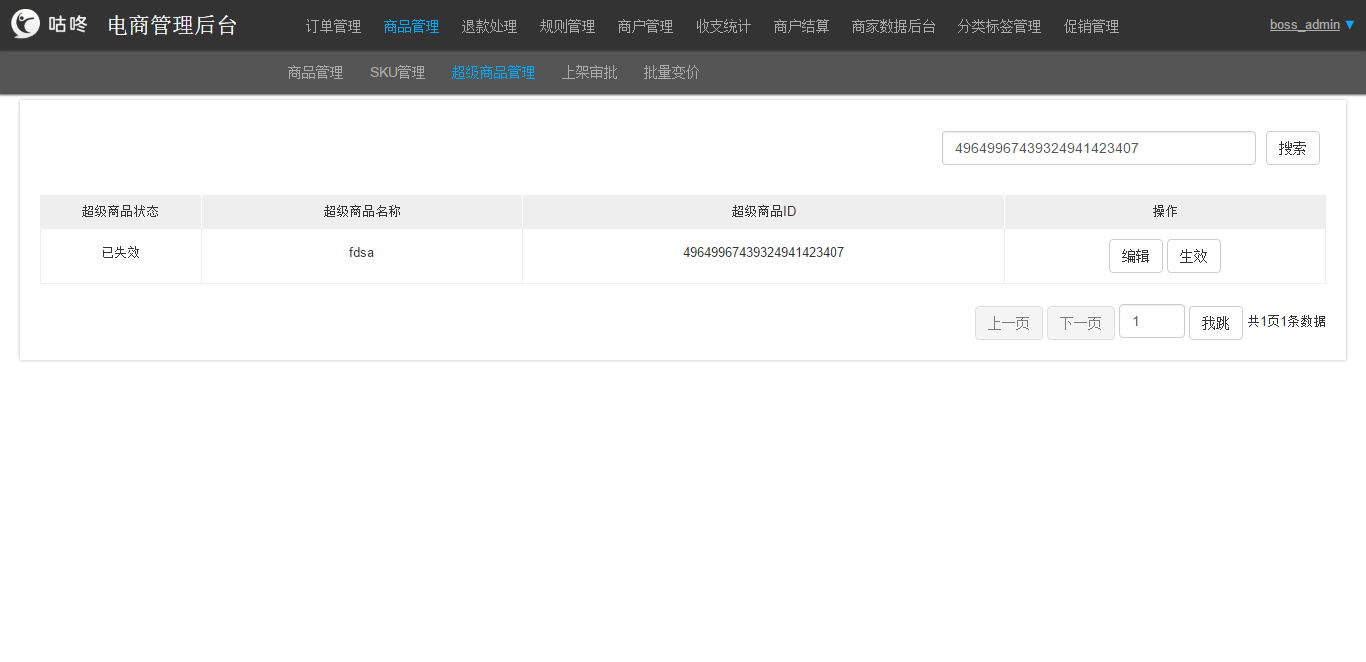 咕咚 电商管理后台 订单管理 商品管理 退款处理 规则管理 商户管理 收支统计 商户结算 商家数据后台 分类标签管理 促销管理 boss_admin
商品管理 SKU管理 超级商品管理 上架审批 批量变价
49649967439324941423407 搜索
超级商品状态 超级商品名称 超级商品ID 操作
已失效 fdsa 49649967439324941423407 编辑 生效
上一页 下一页 1 我跳 共1页1条数据